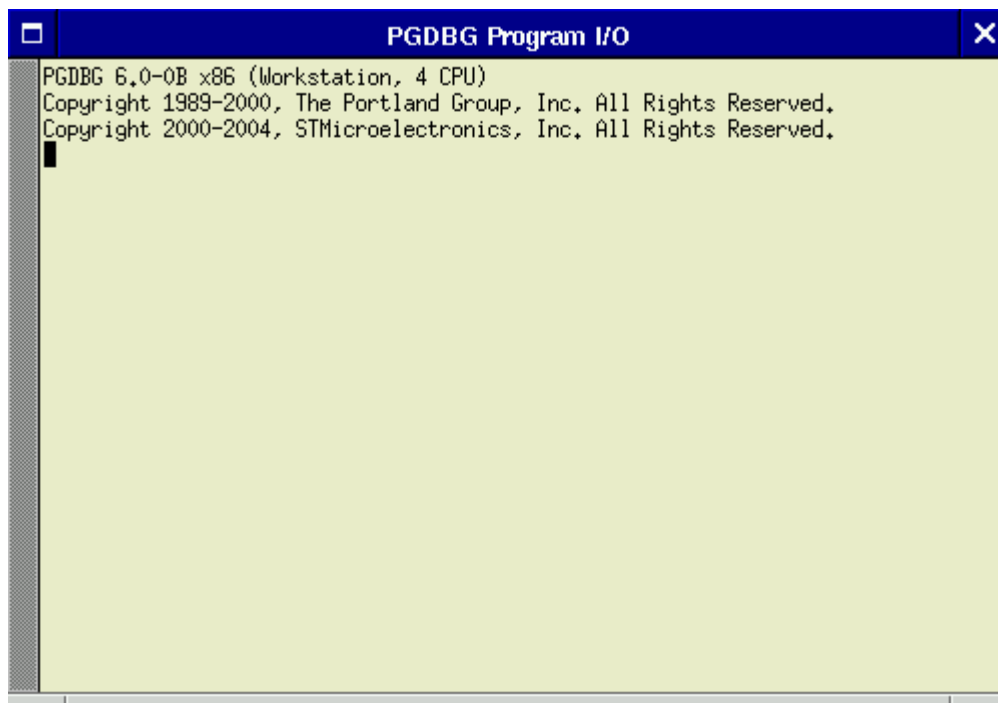 PGDBG Program I/O
PGDBG 6.0-0B x86 (Workstation, 4 CPU)
Copyright 1989-2000, The Portland Group, Inc. All Rights Reserved.
Copyright 2000-2004, STMicroelectronics, Inc. All Rights Reserved.